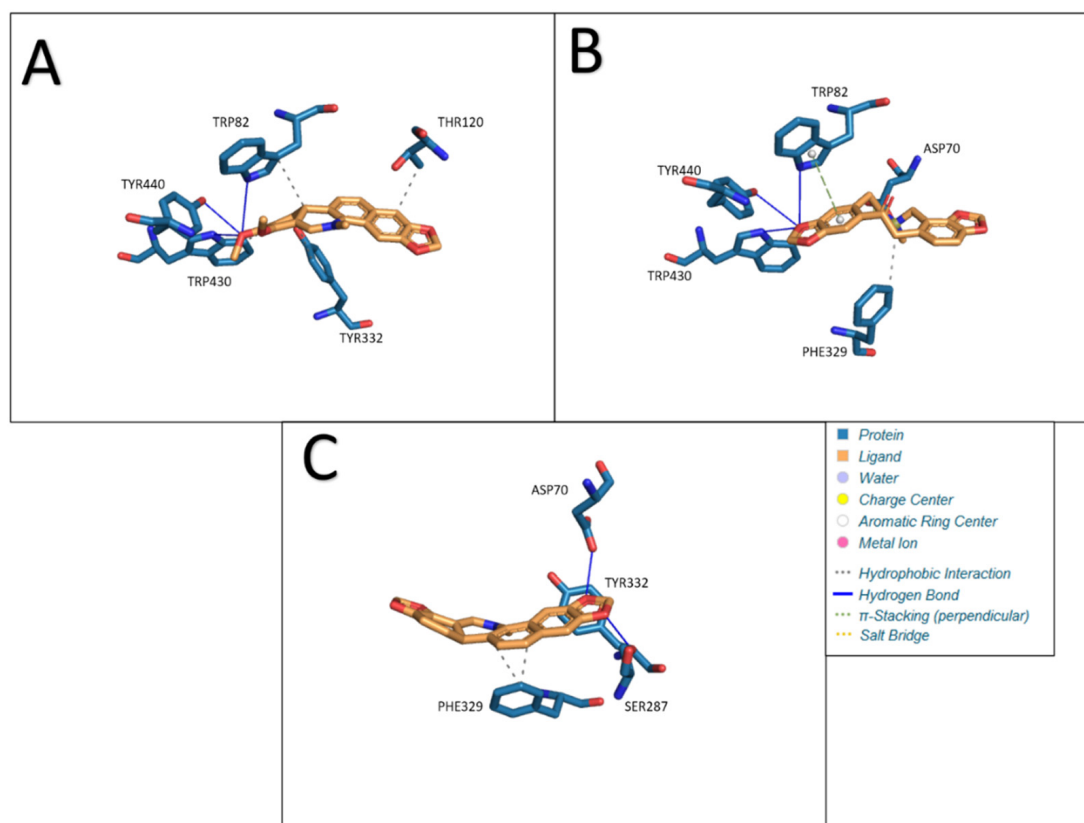 A
TRP82
THR120
TYR440
TRP430
TYR332
B
TRP82
ASP70
TYR440
TRP430
PHE329
C
ASP70
TYR332
PHE329
SER287
Protein
Ligand
Water
Charge Center
Aromatic Ring Center
Metal Ion
Hydrophobic Interaction
Hydrogen Bond
π-Stacking (perpendicular)
Salt Bridge